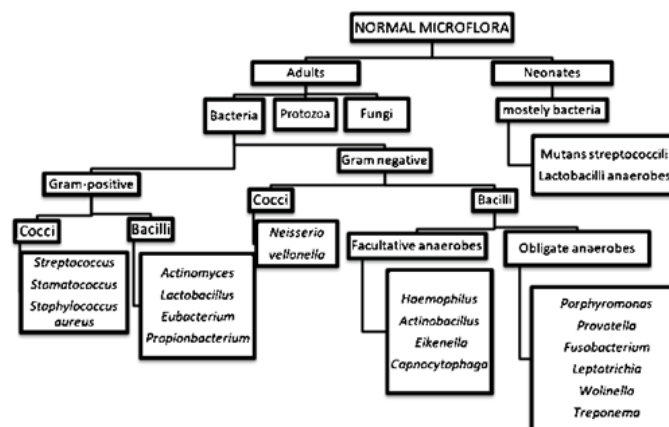 NORMAL MICROFLORA
Adults
Neonates
Bacteria
Protozoa
Fungi
mostely bacteria
Mutans streptococcili
Lactobacilli anaerobes
Gram negative
Gram-positive
Cocci
Bacilli
Cocci
Bacilli
Streptococcus
Stomatococcus
Staphylococcus
aureus
Actinomyces
Lactobacillus
Eubacterium
Propionbacterium
Neisserio
vellonella
Facultative anaerobes
Obligate anaerobes
Haemophilus
Actinobacillus
Eikenella
Capnocytophaga
Porphyromonas
Provotella
Fusobacterium
Leptotrichia
Wolinella
Treponema